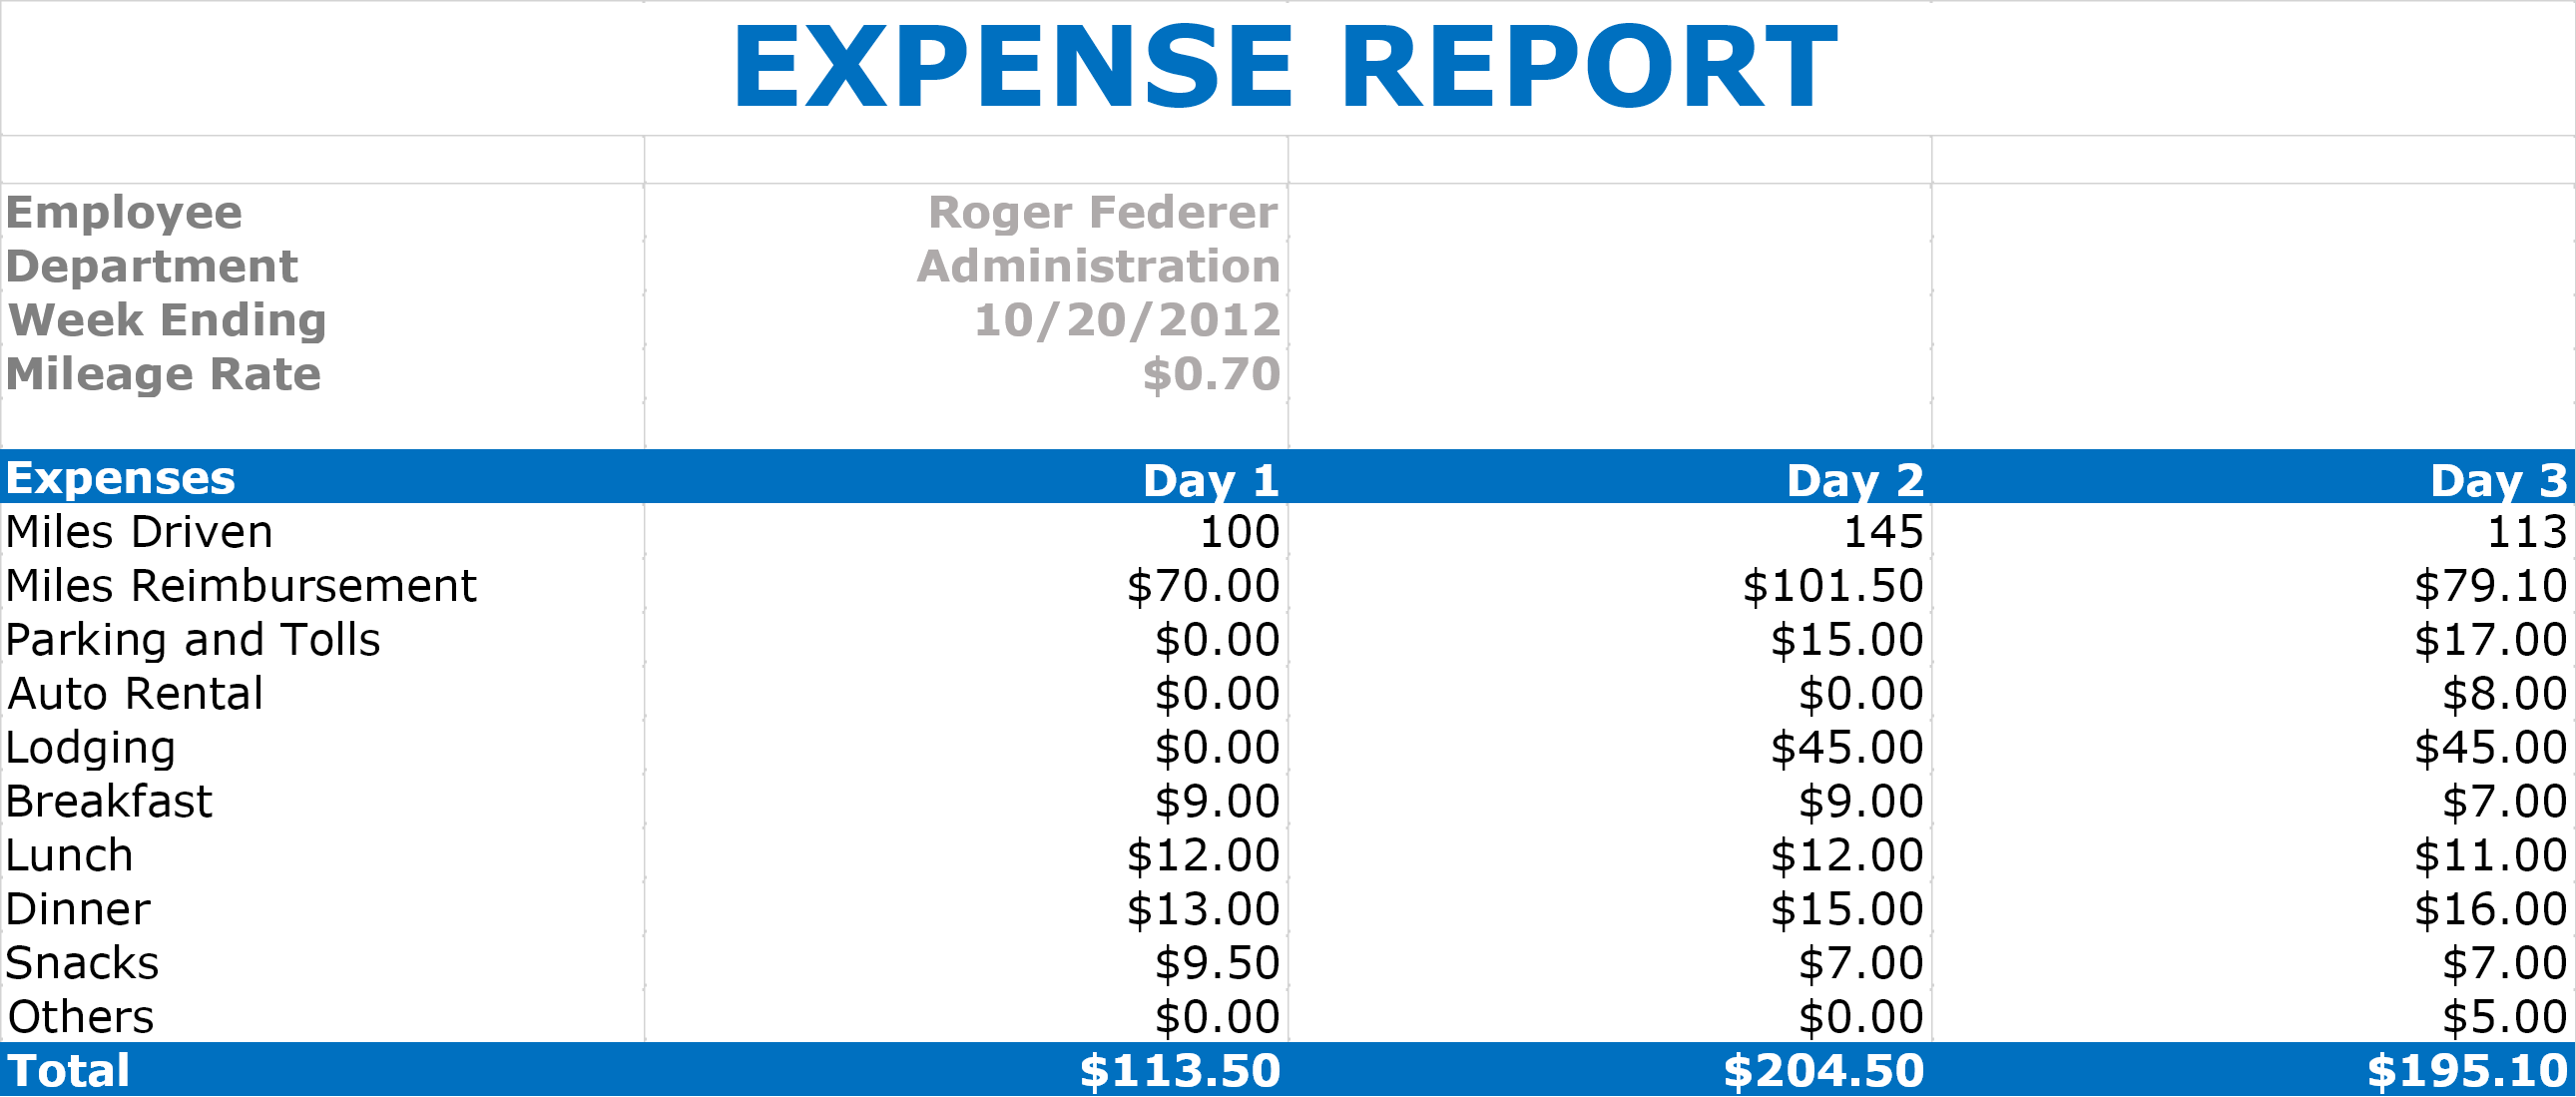 EXPENSE REPORT
Employee Roger Federer
Department Administration
Week Ending 10/20/2012
Mileage Rate $0.70
Expenses Day 1 Day 2 Day 3
Miles Driven 100 145 113
Miles Reimbursement $70.00 $101.50 $79.10
Parking and Tolls $0.00 $15.00 $17.00
Auto Rental $0.00 $0.00 $8.00
Lodging $0.00 $45.00 $45.00
Breakfast $9.00 $9.00 $7.00
Lunch $12.00 $12.00 $11.00
Dinner $13.00 $15.00 $16.00
Snacks $9.50 $7.00 $7.00
Others $0.00 $0.00 $5.00
Total $113.50 $204.50 $195.10